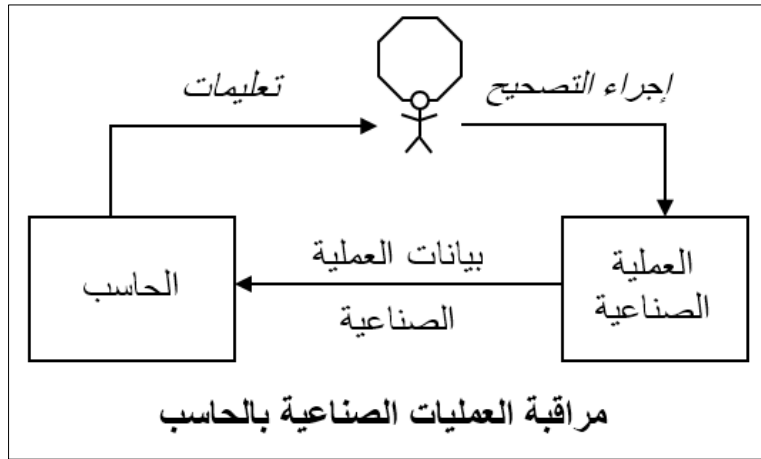 إجراء التصحيح
تعليمات
العملية
الصناعية
بيانات العملية
الصناعية
الحاسب
مراقبة العمليات الصناعية بالحاسب